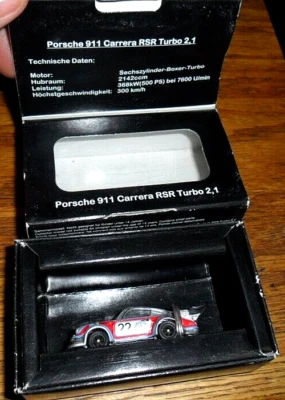 Porsche 911 Carrera RSR Turbo 2,1
Technische Daten:
Motor: Sechszylinder-Boxer-Turbo
Hubraum: 2142ccm
Leistung: 368kW(500 PS) bei 7600 U/min
Höchstgeschwindigkeit: 300 km/h
Porsche 911 Carrera RSR Turbo 2,1
22